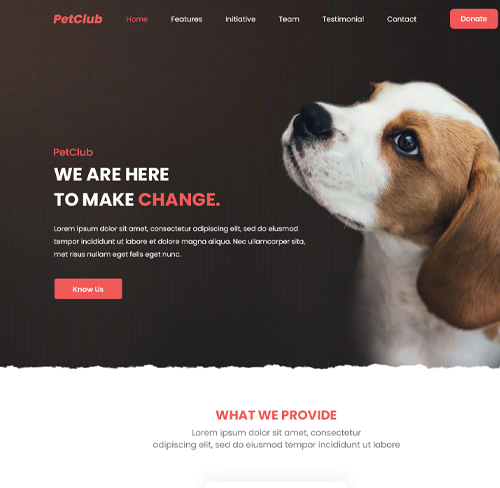 PetClub Home Features Initiative Team Testimonial Contact Donate
PetClub
WE ARE HERE
TO MAKE CHANGE.
Lorem ipsum dolor sit amet, consectetur adipiscing elit, sed do eiusmod
tempor incididunt ut labore et dolore magna aliqua. Nec ullamcorper sita,
met risus nullam eget felis eget nunc.
Know Us
WHAT WE PROVIDE
Lorem ipsum dolor sit amet, consectetur
adipiscing elit, sed do eiusmod tempor incididunt ut labore